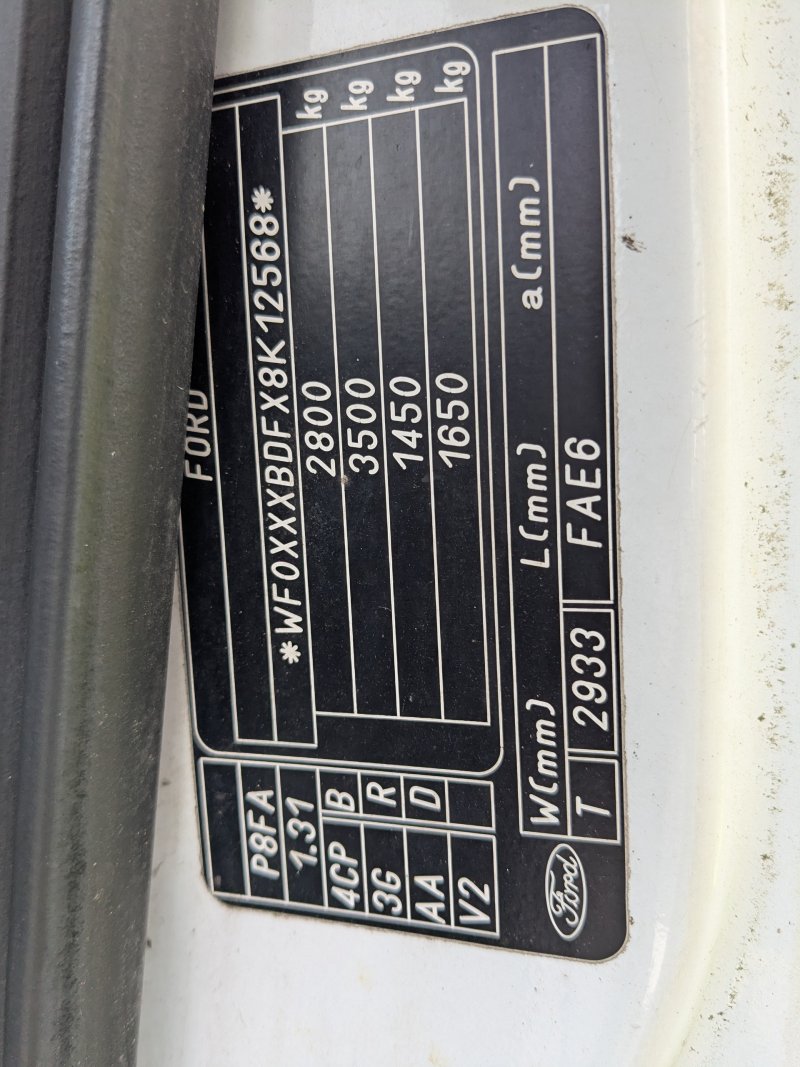 FORD
*WF0XXXBDFX8K12568*
2800 kg
3500 kg
1450 kg
1650 kg
P8FA
1.31
4CP B
3G R
AA D
V2
W(mm) L(mm) a(mm)
T 2933 FAE6
Ford